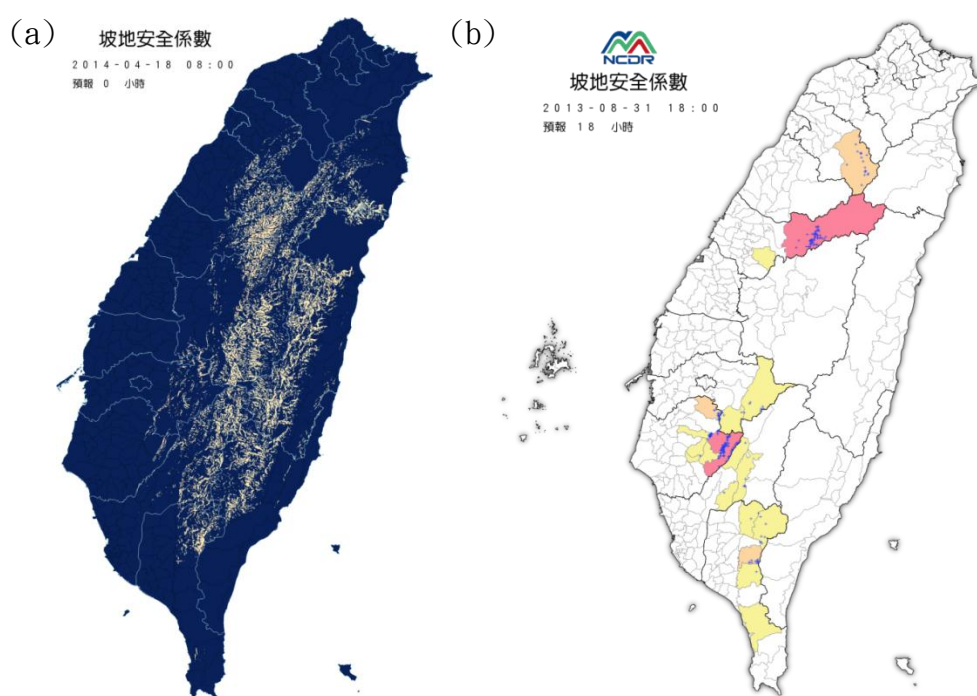 (a)
坡地安全係數
2014-04-18 08:00
預報 0 小時
(b)
NCDR
坡地安全係數
2013-08-31 18:00
預報 18 小時